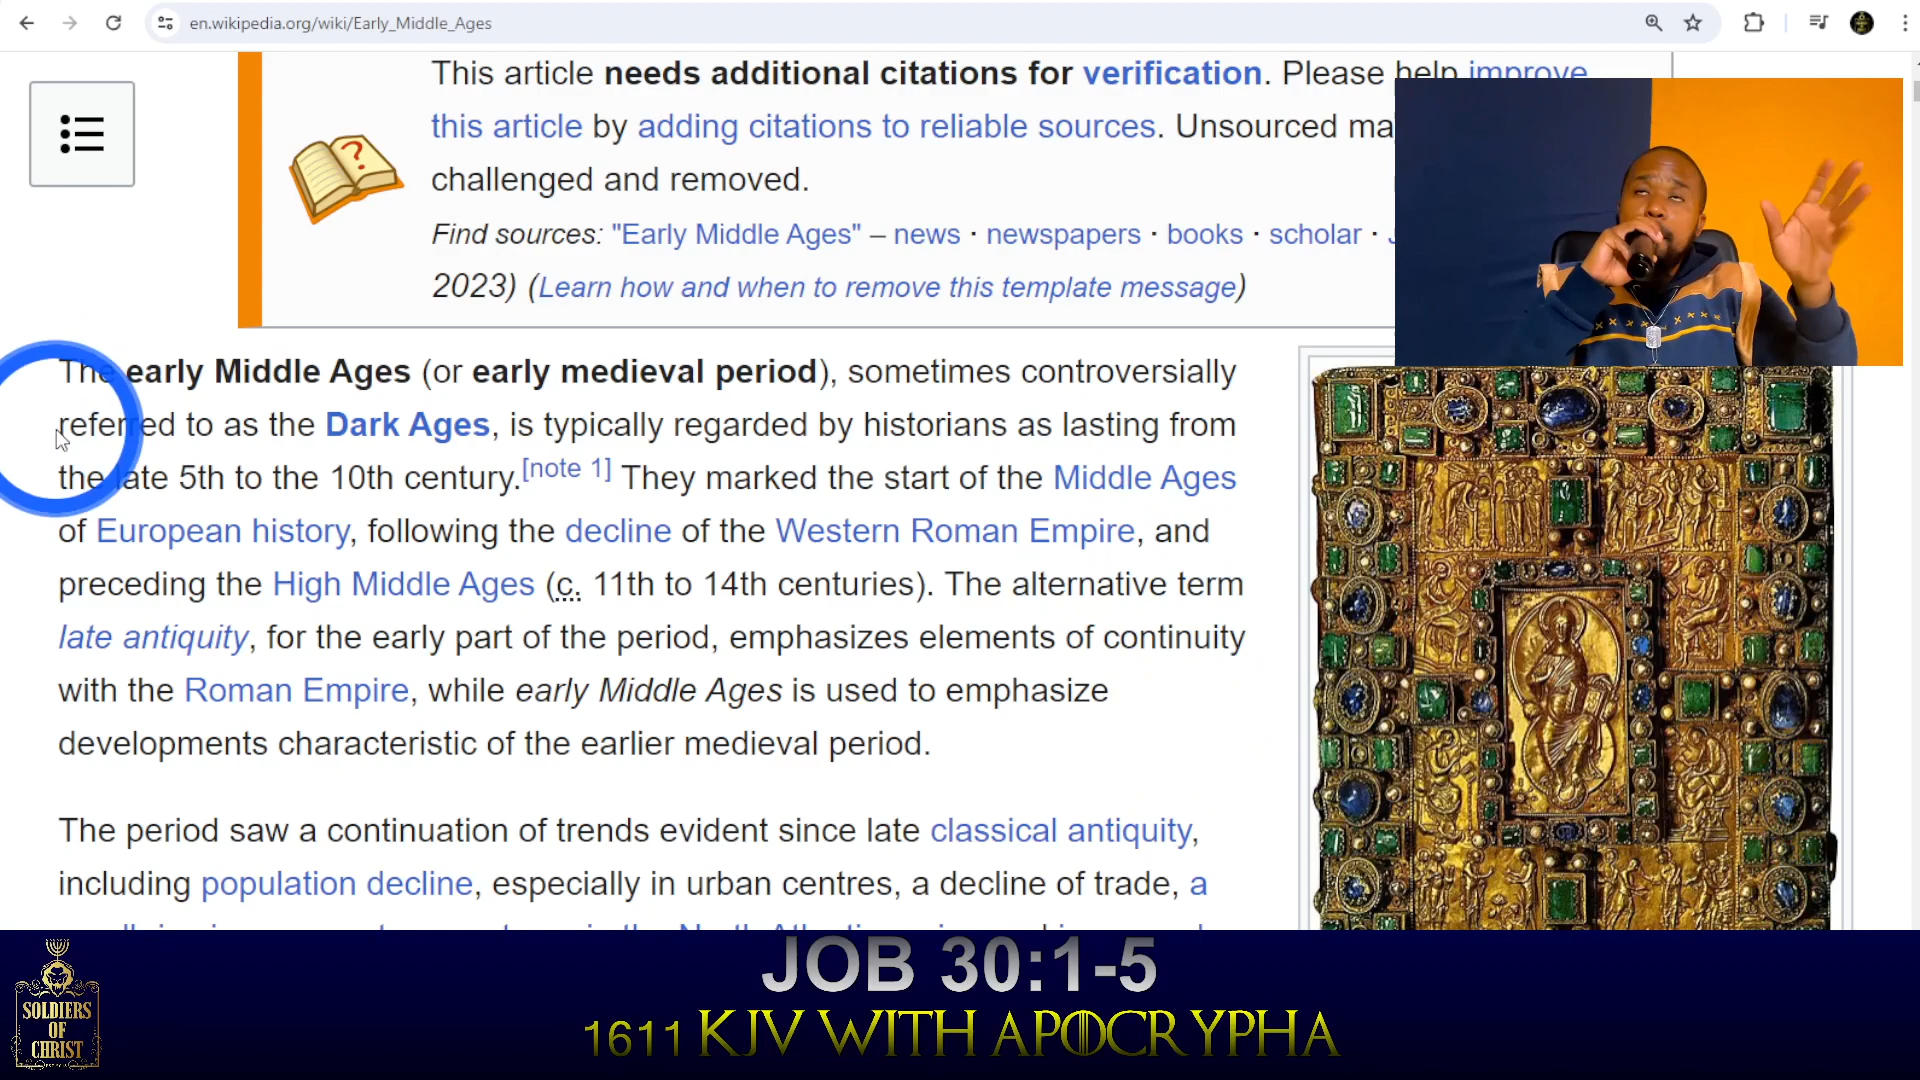 en.wikipedia.org/wiki/Early_Middle_Ages
This article needs additional citations for verification. Please help improve
this article by adding citations to reliable sources. Unsourced ma
challenged and removed.
Find sources: "Early Middle Ages" – news · newspapers · books · scholar ·
2023) (Learn how and when to remove this template message)
The early Middle Ages (or early medieval period), sometimes controversially
referred to as the Dark Ages, is typically regarded by historians as lasting from
the late 5th to the 10th century.[note 1] They marked the start of the Middle Ages
of European history, following the decline of the Western Roman Empire, and
preceding the High Middle Ages (c. 11th to 14th centuries). The alternative term
late antiquity, for the early part of the period, emphasizes elements of continuity
with the Roman Empire, while early Middle Ages is used to emphasize
developments characteristic of the earlier medieval period.
The period saw a continuation of trends evident since late classical antiquity,
including population decline, especially in urban centres, a decline of trade, a
JOB 30:1-5
1611 KJV WITH APOCRYPHA
SOLDIERS
OF
CHRIST